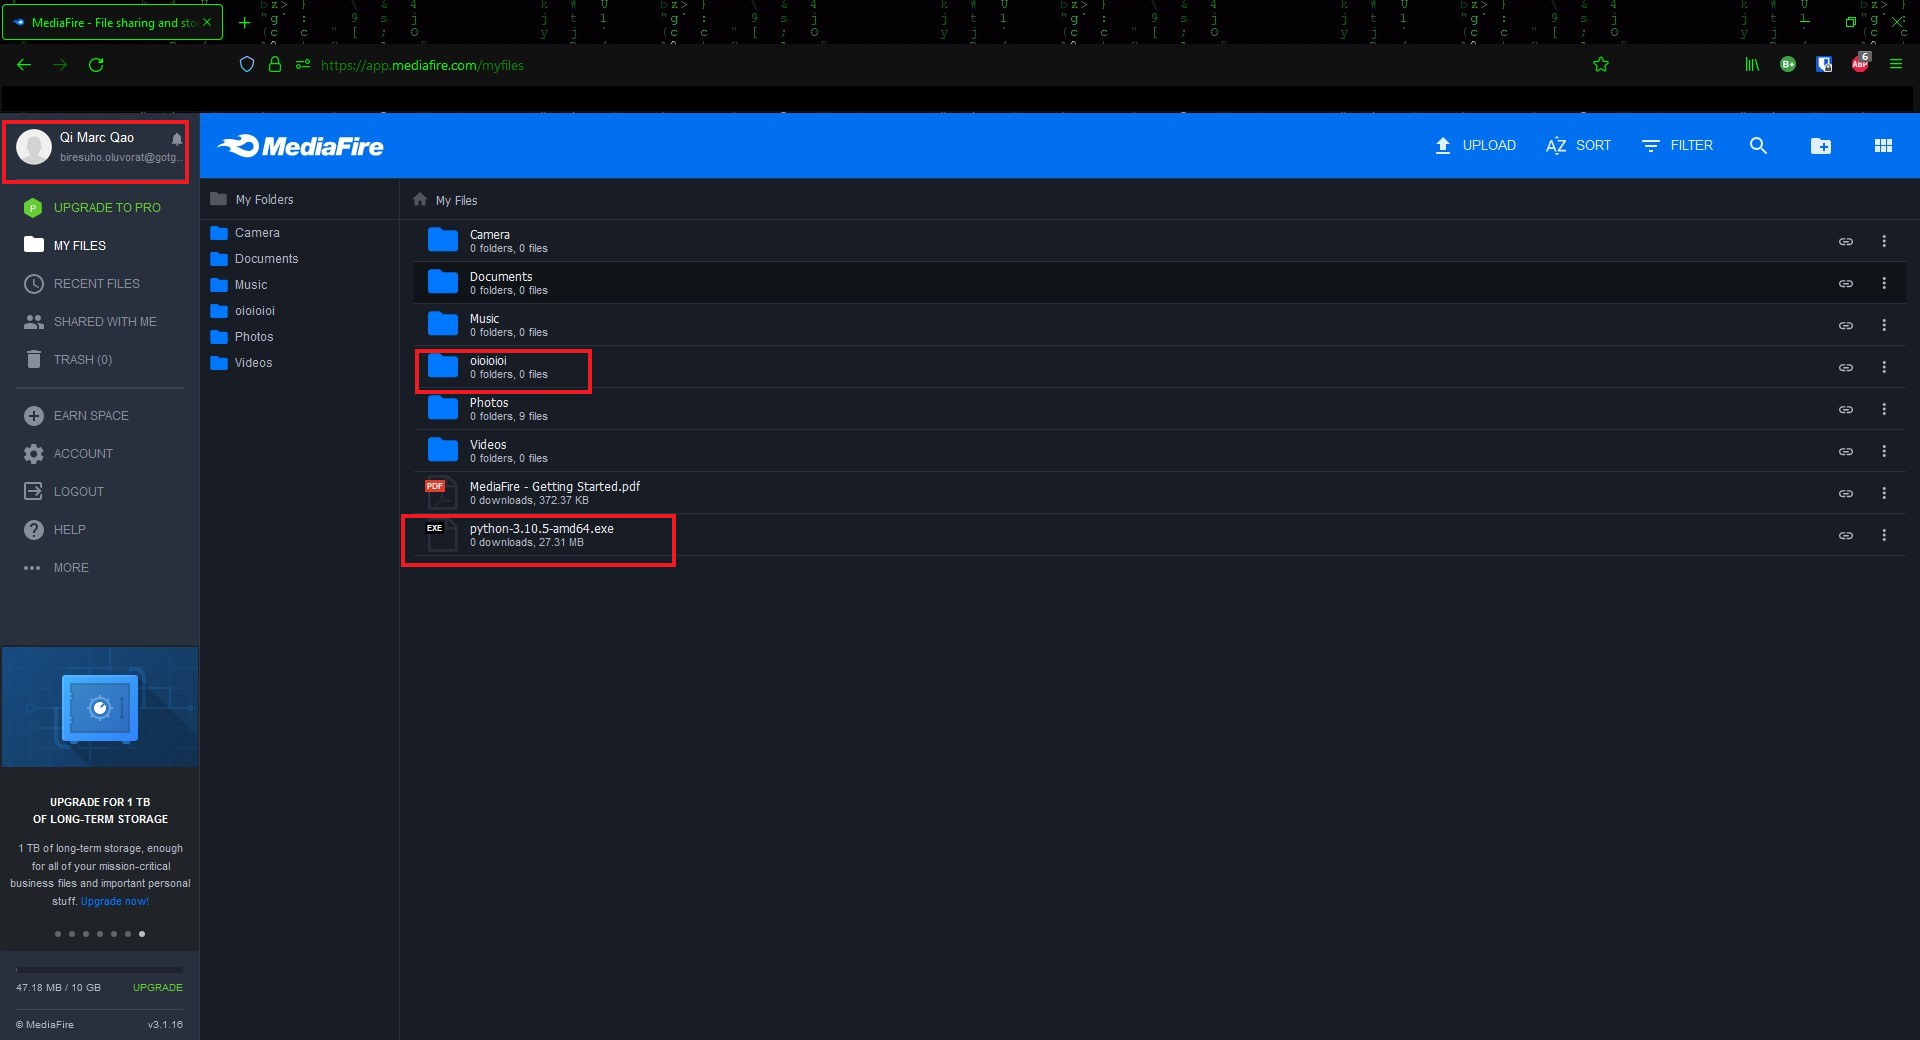 MediaFire - File sharing and sto
https://app.mediafire.com/myfiles
6
ABP
Qi Marc Qao
biresuho.oluvorat@gotg...
MediaFire
UPLOAD
AZ SORT
FILTER
P UPGRADE TO PRO
MY FILES
RECENT FILES
SHARED WITH ME
TRASH (0)
EARN SPACE
ACCOUNT
LOGOUT
HELP
MORE
My Folders
Camera
Documents
Music
oioioioi
Photos
Videos
My Files
Camera
0 folders, 0 files
Documents
0 folders, 0 files
Music
0 folders, 0 files
oioioioi
0 folders, 0 files
Photos
0 folders, 9 files
Videos
0 folders, 0 files
PDF
MediaFire - Getting Started.pdf
0 downloads, 372.37 KB
EXE
python-3.10.5-amd64.exe
0 downloads, 27.31 MB
UPGRADE FOR 1 TB
OF LONG-TERM STORAGE
1 TB of long-term storage, enough
for all of your mission-critical
business files and important personal
stuff. Upgrade now!
47.18 MB / 10 GB
UPGRADE
© MediaFire
v3.1.16